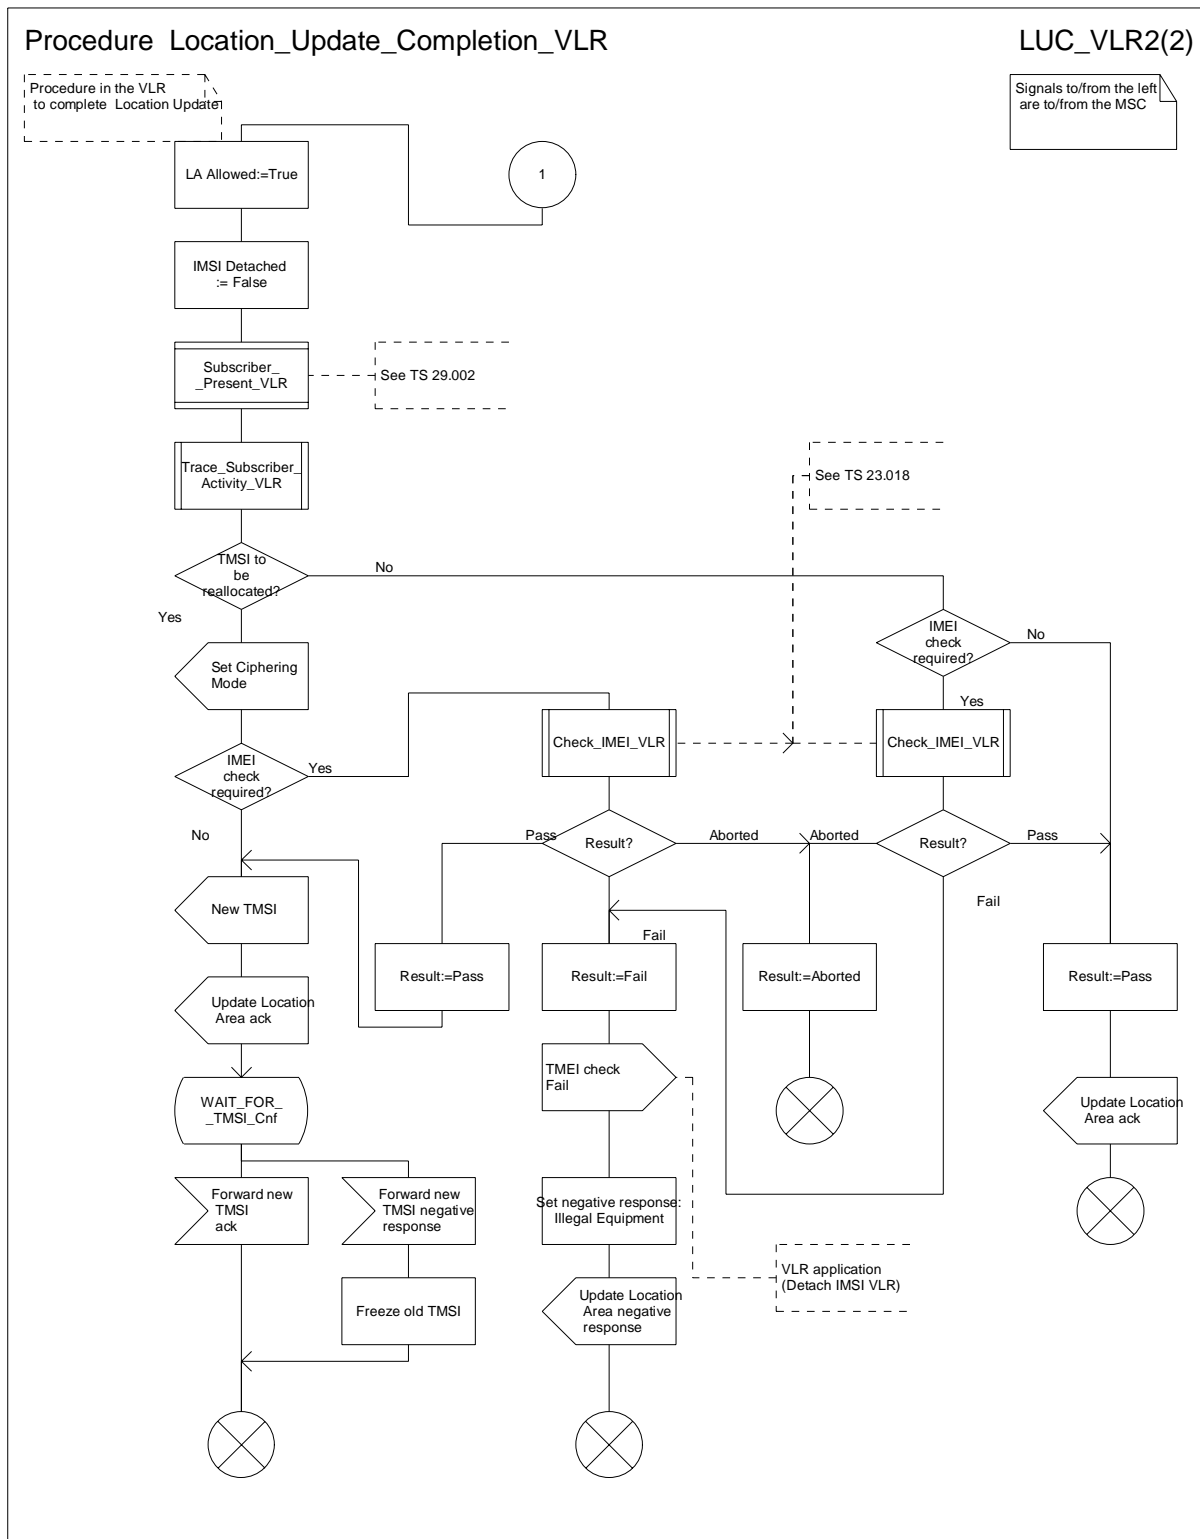 Procedure Location_Update_Completion_VLR
LUC_VLR2(2)
Procedure in the VLR
to complete Location Update
Signals to/from the left
are to/from the MSC
LA Allowed:=True
1
IMSI Detached
:= False
Subscriber_
_Present_VLR
See TS 29.002
Trace_Subscriber_
Activity_VLR
See TS 23.018
TMSI to
be
reallocated?
No
Yes
IMEI
check
required?
No
Set Ciphering
Mode
Yes
Check_IMEI_VLR
Check_IMEI_VLR
IMEI
check
required?
Yes
No
Pass
Result?
Aborted
Aborted
Result?
Pass
Fail
New TMSI
Fail
Result:=Pass
Result:=Fail
Result:=Aborted
Result:=Pass
Update Location
Area ack
TMEI check
Fail
WAIT_FOR_
_TMSI_Cnf
Update Location
Area ack
Forward new
TMSI
ack
Forward new
TMSI negative
response
Set negative response:
Illegal Equipment
VLR application
(Detach IMSI VLR)
Freeze old TMSI
Update Location
Area negative
response